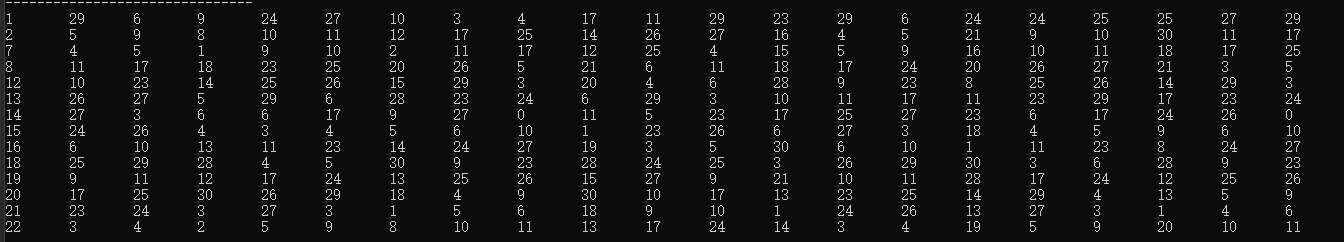 -------------------------------
1 29 6 9 24 27 10 3 4 17 11 29 23 29 6 24 24 25 25 27 29
2 5 9 8 10 11 12 17 25 14 26 27 16 4 5 21 9 10 30 11 17
7 4 5 1 9 10 2 11 17 12 25 4 15 5 9 16 10 11 18 17 25
8 11 17 18 23 25 20 26 5 21 6 11 18 17 24 20 26 27 21 3 5
12 10 23 14 25 26 15 29 3 20 4 6 28 9 23 8 25 26 14 29 3
13 26 27 5 29 6 28 23 24 6 29 3 10 11 17 11 23 29 17 23 24
14 27 3 6 6 17 9 27 0 11 5 23 17 25 27 23 6 17 24 26 0
15 24 26 4 3 4 5 6 10 1 23 26 6 27 3 18 4 5 9 6 10
16 6 10 13 11 23 14 24 27 19 3 5 30 6 10 1 11 23 8 24 27
18 25 29 28 4 5 30 9 23 28 24 25 3 26 29 30 3 6 28 9 23
19 9 11 12 17 24 13 25 26 15 27 9 21 10 11 28 17 24 12 25 26
20 17 25 30 26 29 18 4 9 30 10 17 13 23 25 14 29 4 13 5 9
21 23 24 3 27 3 1 5 6 18 9 10 1 24 26 13 27 3 1 4 6
22 3 4 2 5 9 8 10 11 13 17 24 14 3 4 19 5 9 20 10 11